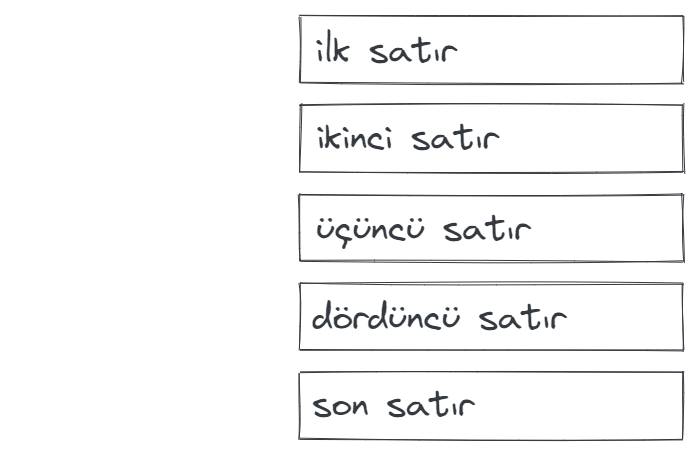 ilk satır
ikinci satır
üçüncü satır
dördüncü satır
son satır